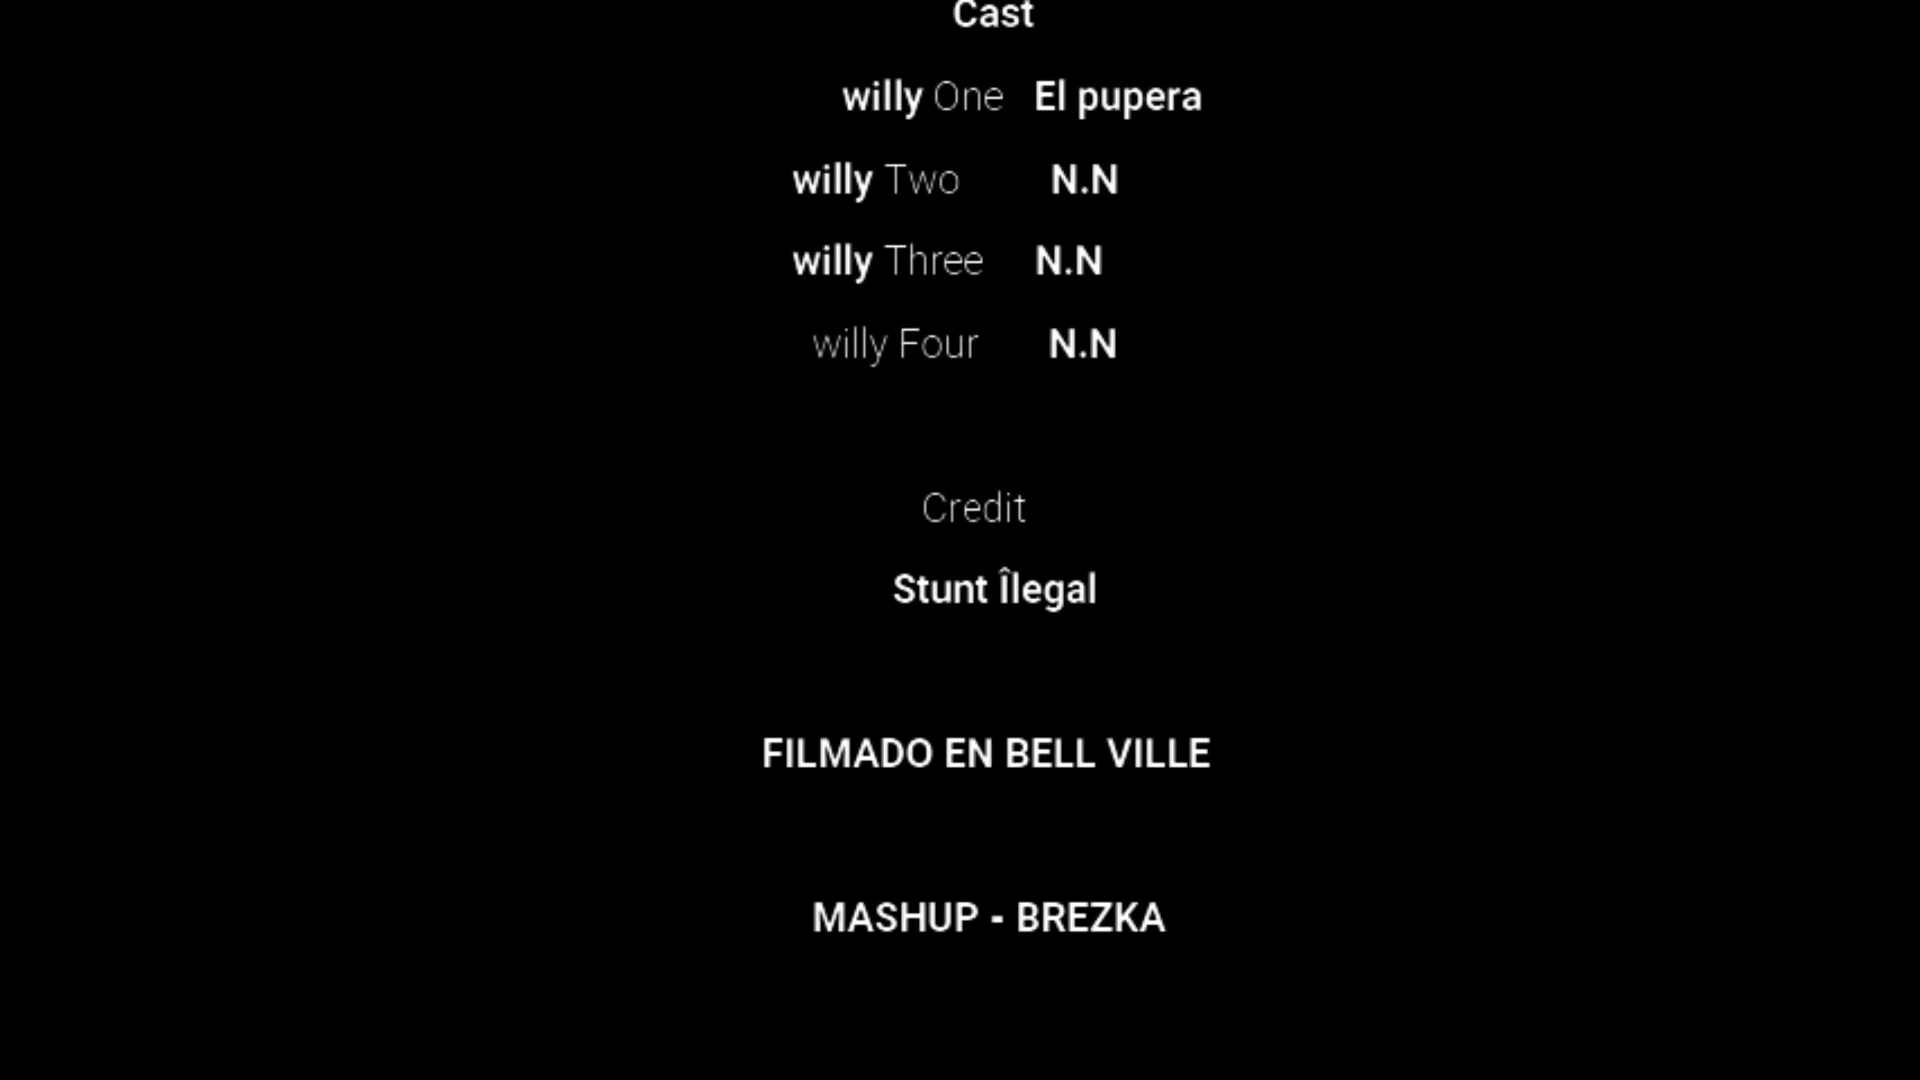 Cast
willy One El pupera
willy Two N.N
willy Three N.N
willy Four N.N
Credit
Stunt Îlegal
FILMADO EN BELL VILLE
MASHUP - BREZKA